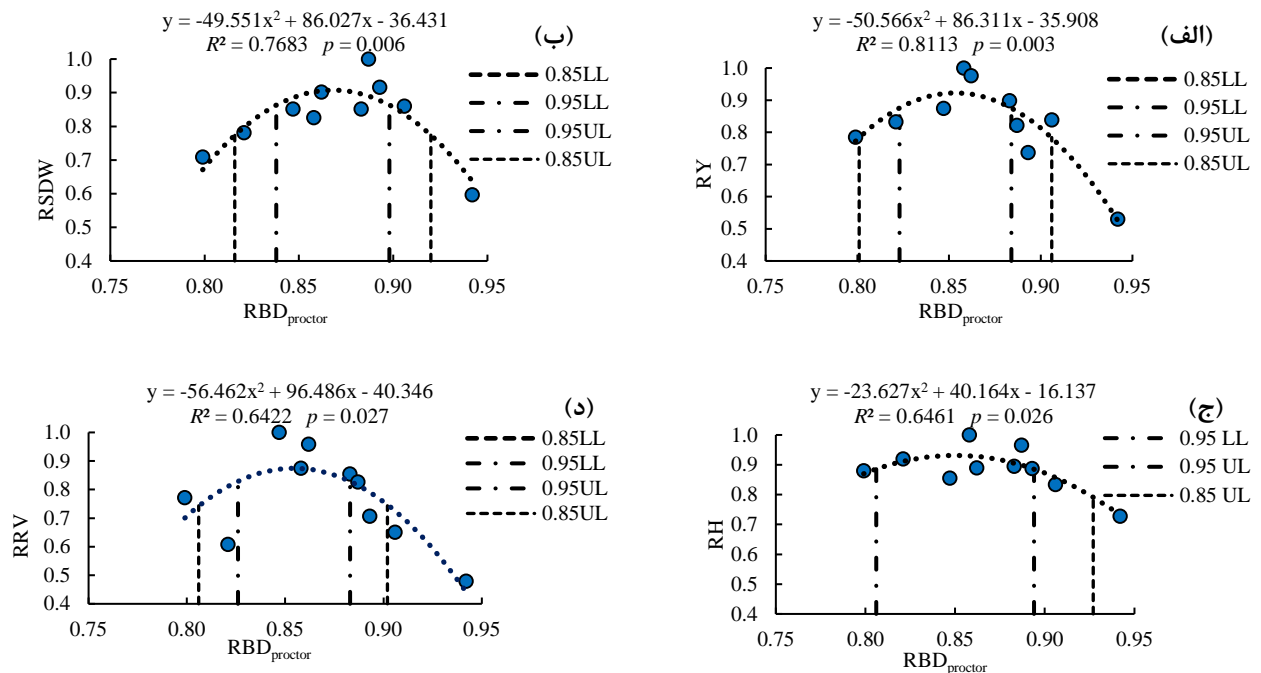 y = -50.566x² + 86.311x - 35.908
R² = 0.8113 p = 0.003
(الف)
0.85LL
0.95LL
0.95UL
0.85UL
RY
1.0
0.9
0.8
0.7
0.6
0.5
0.4
0.75 0.80 0.85 0.90 0.95
RBDproctor
y = -49.551x² + 86.027x - 36.431
R² = 0.7683 p = 0.006
(ب)
0.85LL
0.95LL
0.95UL
0.85UL
RSDW
1.0
0.9
0.8
0.7
0.6
0.5
0.4
0.75 0.80 0.85 0.90 0.95
RBDproctor
y = -23.627x² + 40.164x - 16.137
R² = 0.6461 p = 0.026
(ج)
0.95 LL
0.95 UL
0.85 UL
RH
1.0
0.9
0.8
0.7
0.6
0.5
0.4
0.75 0.80 0.85 0.90 0.95
RBDproctor
y = -56.462x² + 96.486x - 40.346
R² = 0.6422 p = 0.027
(د)
0.85LL
0.95LL
0.95UL
0.85UL
RRV
1.0
0.9
0.8
0.7
0.6
0.5
0.4
0.75 0.80 0.85 0.90 0.95
RBDproctor